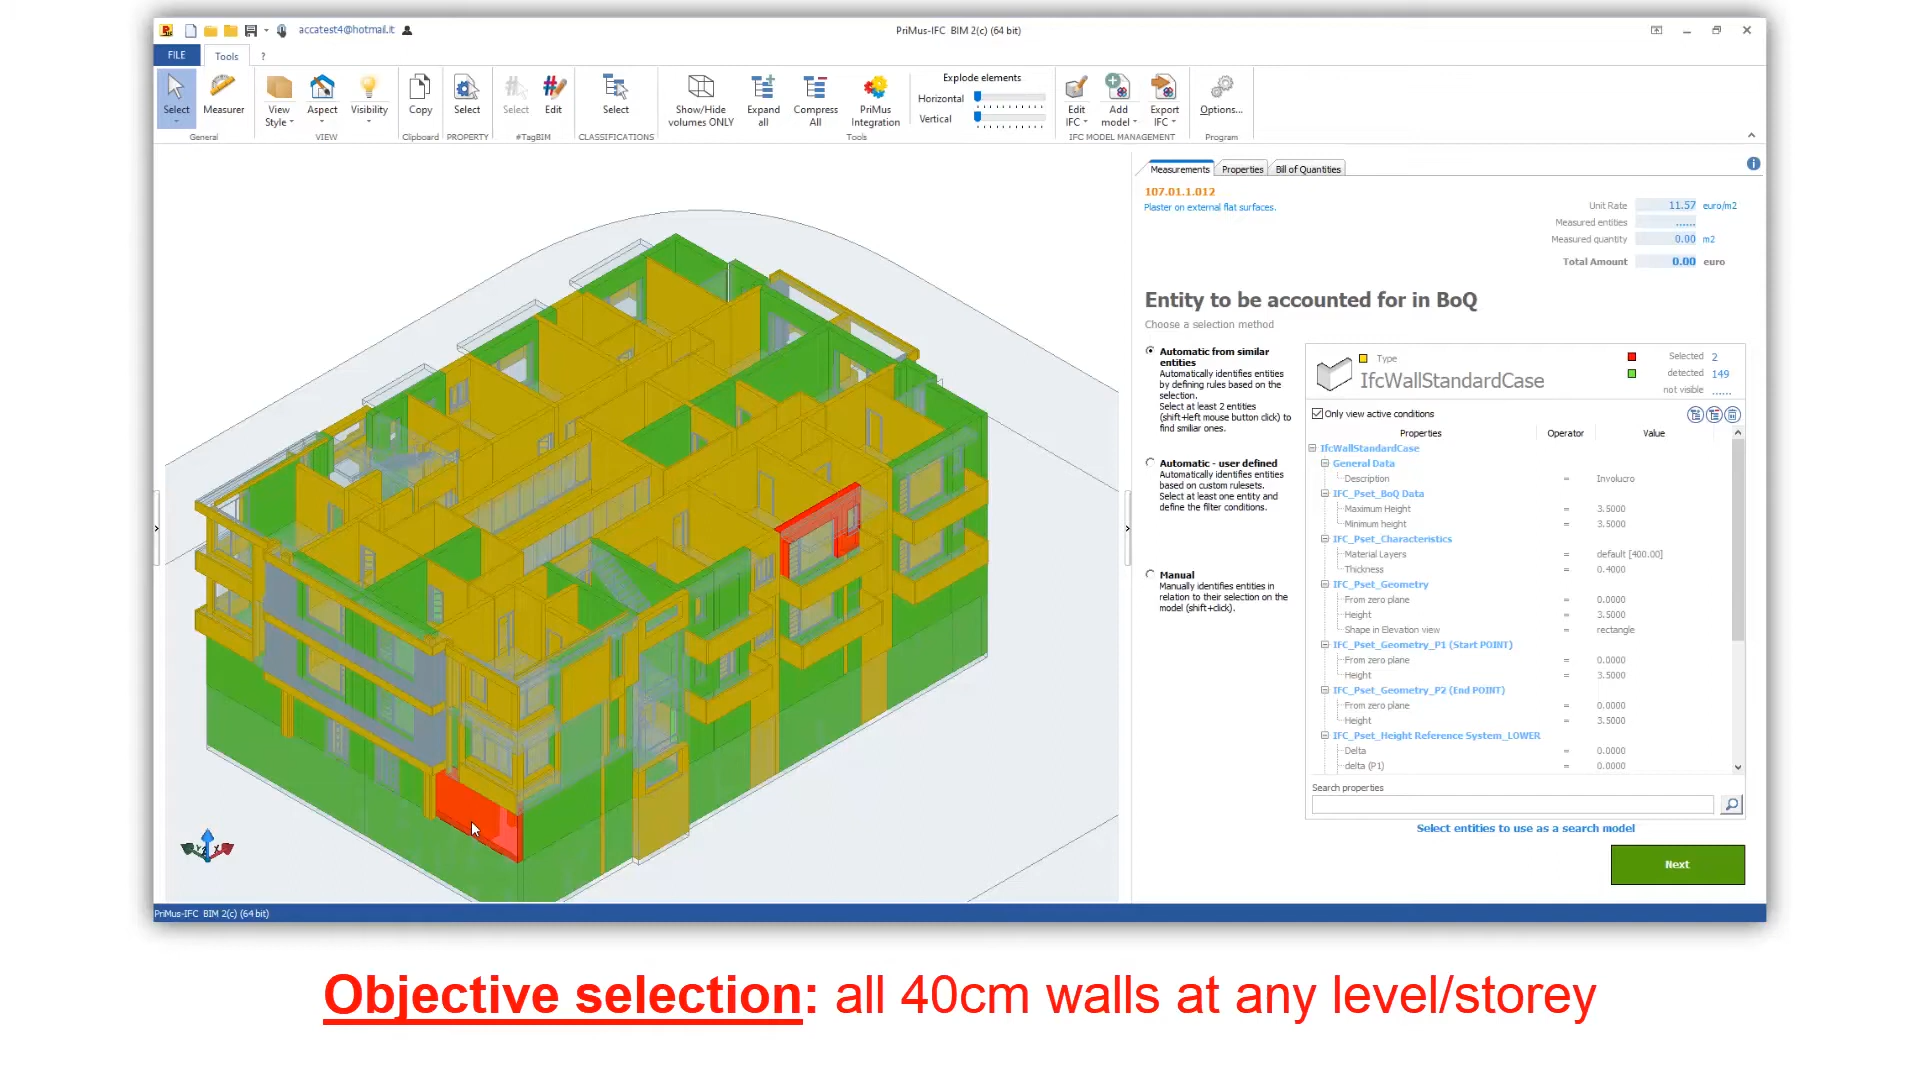 accatest4@hotmail.it
PriMus-IFC BIM 2(c) (64 bit)
FILE
Tools
?
Select
Measurer
General
View
Style
Aspect
Visibility
VIEW
Copy
Clipboard
Select
PROPERTY
Select
Edit
#TagBIM
Select
CLASSIFICATIONS
Show/Hide
volumes ONLY
Expand
all
Compress
All
PriMus
Integration
Tools
Explode elements
Horizontal
Vertical
Edit
IFC
Add
model
Export
IFC
IFC MODEL MANAGEMENT
Options...
Program
Measurements
Properties
Bill of Quantities
107.01.1.012
Plaster on external flat surfaces.
Unit Rate 11.57 euro/m2
Measured entities ......
Measured quantity 0.00 m2
Total Amount 0.00 euro
Entity to be accounted for in BoQ
Choose a selection method
Automatic from similar
entities
Automatically identifies entities
by defining rules based on the
selection.
Select at least 2 entities
(shift+left mouse button click) to
find smiliar ones.
Automatic - user defined
Automatically identifies entities
based on custom rulesets.
Select at least one entity and
define the filter conditions.
Manual
Manually identifies entities in
relation to their selection on the
model (shift+click).
Type
IfcWallStandardCase
Selected 2
detected 149
not visible ......
Only view active conditions
Properties Operator Value
IfcWallStandardCase
General Data
Description = Involucro
IFC_Pset_BoQ Data
Maximum Height = 3.5000
Minimum height = 3.5000
IFC_Pset_Characteristics
Material Layers = default [400.00]
Thickness = 0.4000
IFC_Pset_Geometry
From zero plane = 0.0000
Height = 3.5000
Shape in Elevation view = rectangle
IFC_Pset_Geometry_P1 (Start POINT)
From zero plane = 0.0000
Height = 3.5000
IFC_Pset_Geometry_P2 (End POINT)
From zero plane = 0.0000
Height = 3.5000
IFC_Pset_Height Reference System_LOWER
Delta = 0.0000
delta (P1) = 0.0000
Search properties
Select entities to use as a search model
Next
PriMus-IFC BIM 2(c) (64 bit)
Objective selection: all 40cm walls at any level/storey